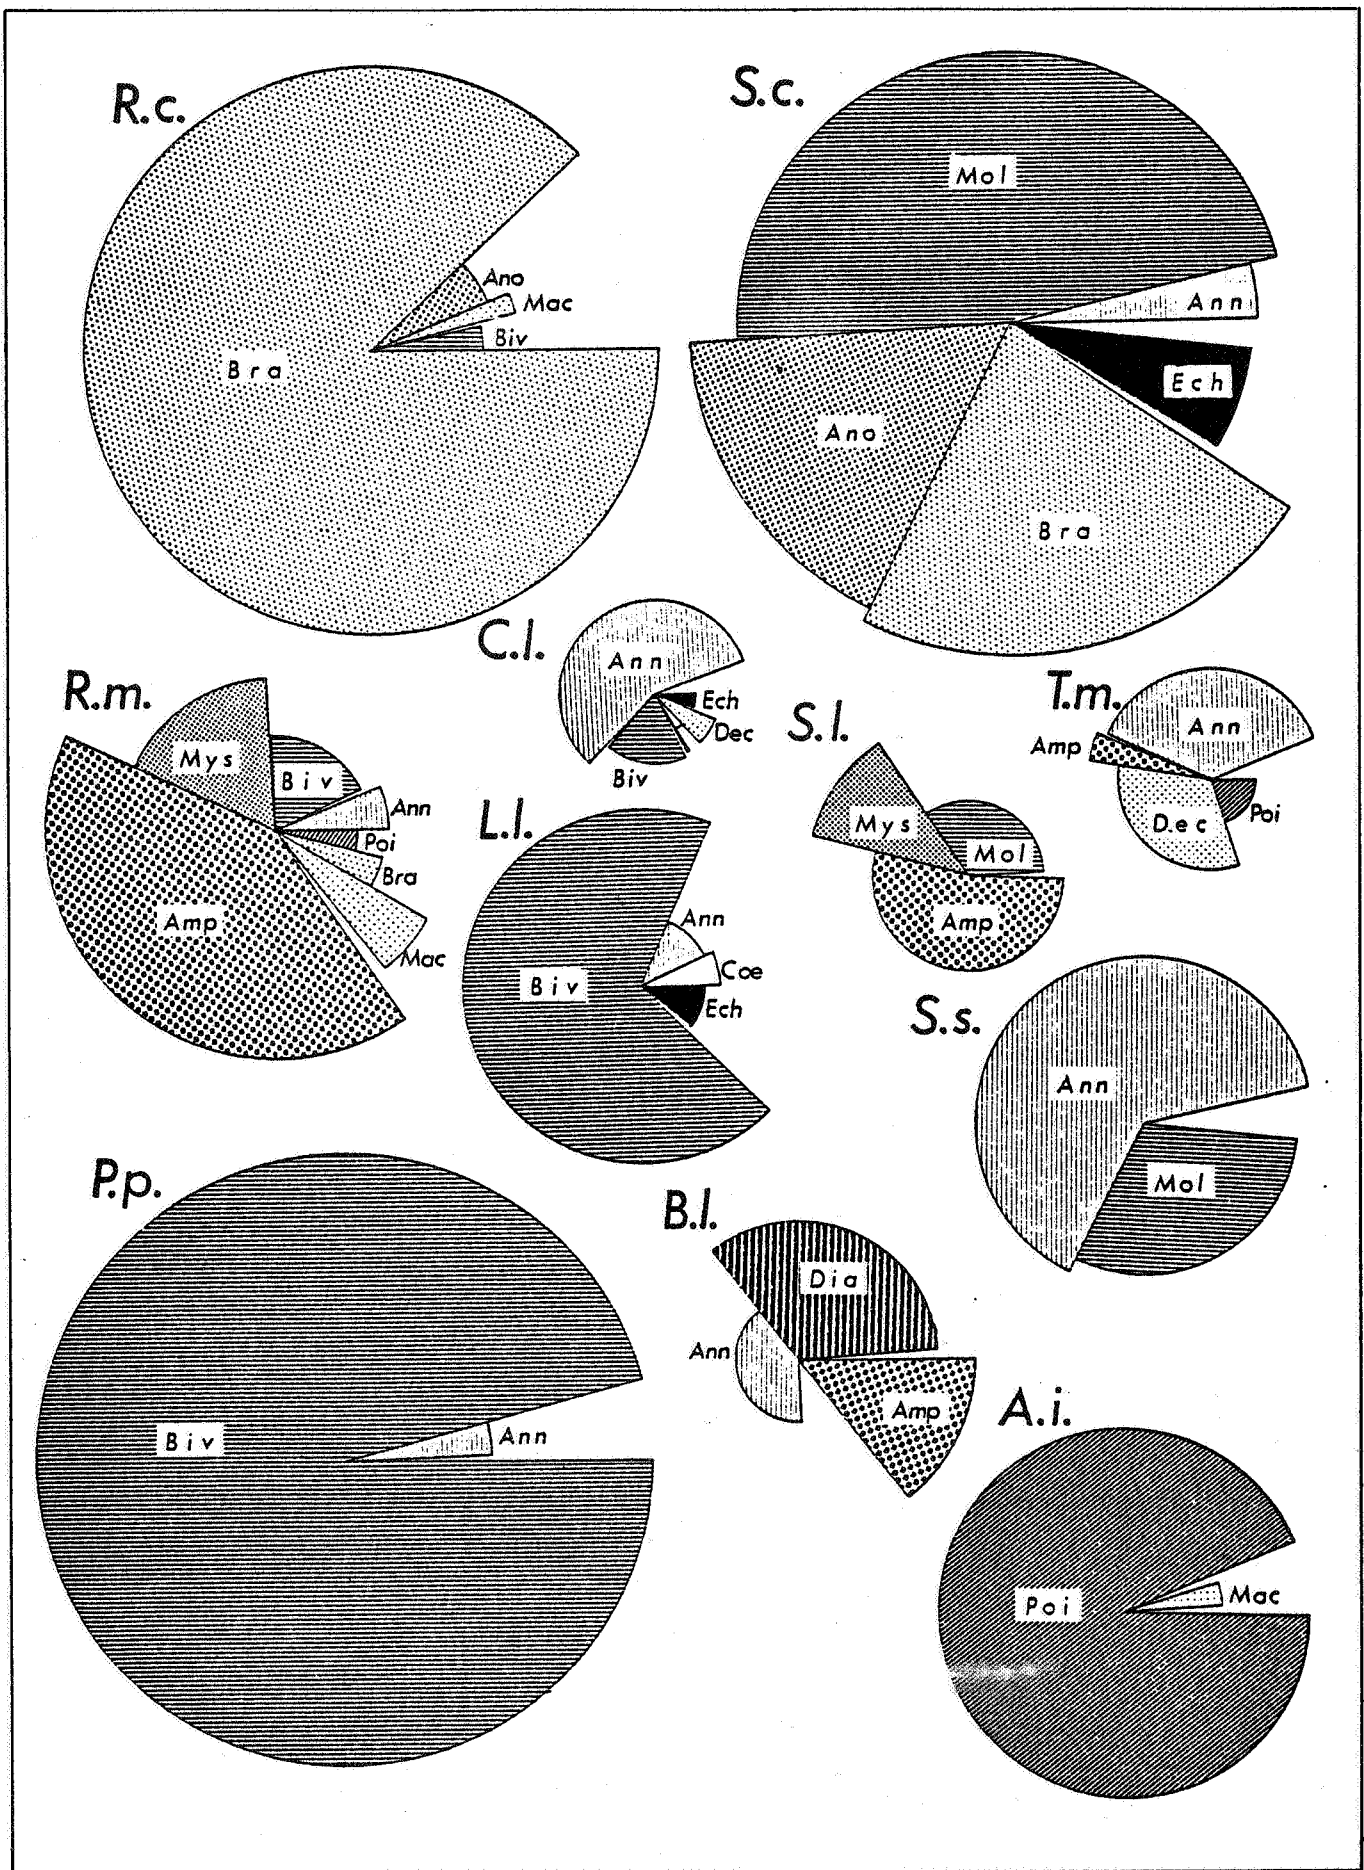 R.c.
Ano
Mac
Biv
Bra
S.c.
Mol
Ann
Ech
Ano
Bra
C.l.
Ann
Ech
Dec
Biv
R.m.
Mys
Biv
Ann
Poi
Bra
Mac
Amp
S.l.
Mys
Mol
Amp
T.m.
Ann
Amp
Dec
Poi
L.l.
Ann
Coe
Ech
Biv
S.s.
Ann
Mol
P.p.
Biv
Ann
B.l.
Dia
Ann
Amp
A.i.
Poi
Mac